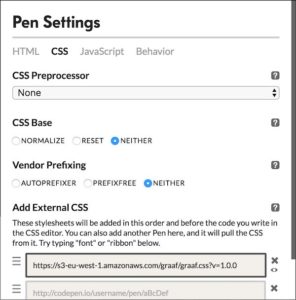 Pen Settings
HTML CSS JavaScript Behavior
CSS Preprocessor ?
None
CSS Base ?
NORMALIZE RESET NEITHER
Vendor Prefixing ?
AUTOPREFIXER PREFIXFREE NEITHER
Add External CSS ?
These stylesheets will be added in this order and before the code you write in
the CSS editor. You can also add another Pen here, and it will pull the CSS
from it. Try typing "font" or "ribbon" below.
https://s3-eu-west-1.amazonaws.com/graaf/graaf.css?v=1.0.0
http://codepen.io/username/pen/aBcDef